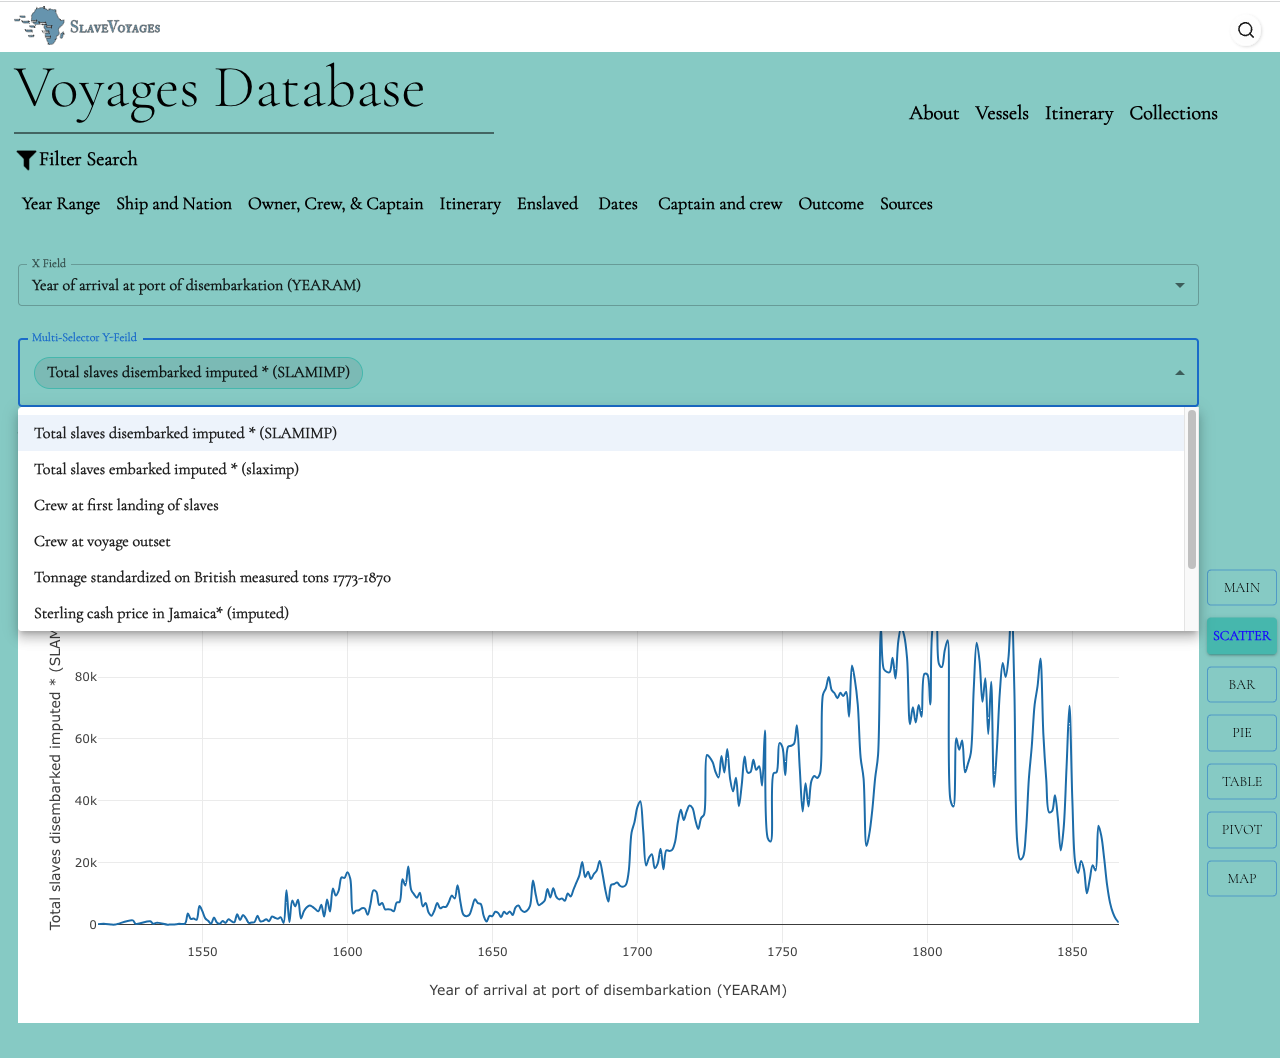 SlaveVoyages
Voyages Database
About Vessels Itinerary Collections
Filter Search
Year Range Ship and Nation Owner, Crew, & Captain Itinerary Enslaved Dates Captain and crew Outcome Sources
X Field
Year of arrival at port of disembarkation (YEARAM)
Multi-Selector Y-Feild
Total slaves disembarked imputed * (SLAMIMP)
Total slaves disembarked imputed * (SLAMIMP)
Total slaves embarked imputed * (slaximp)
Crew at first landing of slaves
Crew at voyage outset
Tonnage standardized on British measured tons 1773-1870
Sterling cash price in Jamaica* (imputed)
MAIN
SCATTER
BAR
PIE
TABLE
PIVOT
MAP
Total slaves disembarked imputed * (SLAM
80k
60k
40k
20k
0
1550 1600 1650 1700 1750 1800 1850
Year of arrival at port of disembarkation (YEARAM)